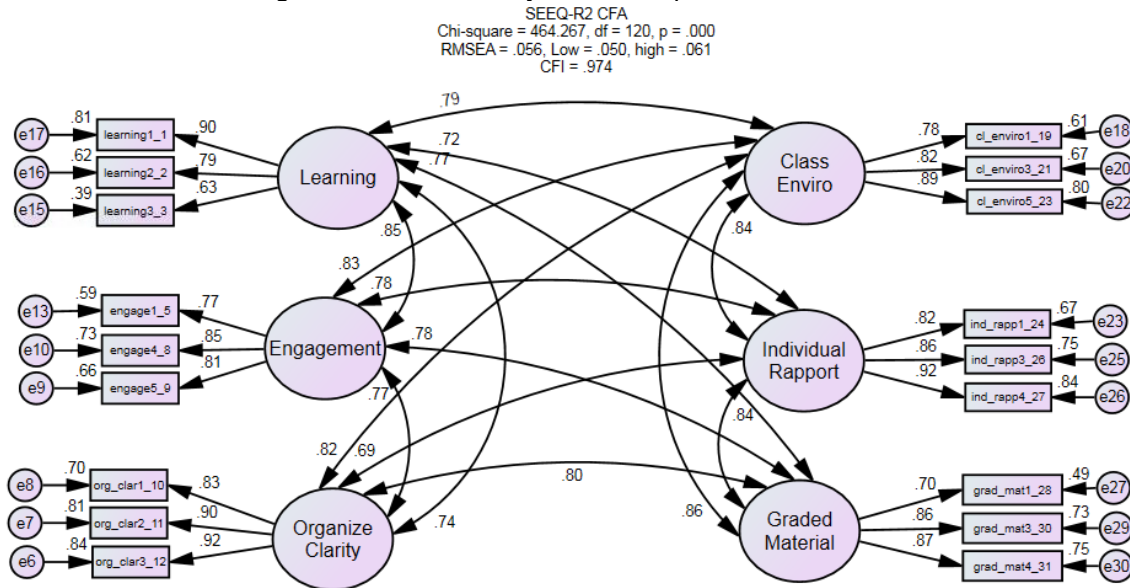 SEEQ-R2 CFA
Chi-square = 464.267, df = 120, p = .000
RMSEA = .056, Low = .050, high = .061
CFI = .974
.79
.72
.77
e17
.81
learning1_1
.90
e16
.62
learning2_2
.79
e15
.39
learning3_3
.63
Learning
Class
Enviro
.78
cl_enviro1_19
.61
e18
.82
cl_enviro3_21
.67
e20
.89
cl_enviro5_23
.80
e22
.85
.84
.83
.78
e13
.59
engage1_5
.77
e10
.73
engage4_8
.85
e9
.66
engage5_9
.81
Engagement
.78
Individual
Rapport
.82
ind_rapp1_24
.67
e23
.86
ind_rapp3_26
.75
e25
.92
ind_rapp4_27
.84
e26
.77
.84
.82
.69
.80
.74
.86
e8
.70
org_clar1_10
.83
e7
.81
org_clar2_11
.90
e6
.84
org_clar3_12
.92
Organize
Clarity
Graded
Material
.70
grad_mat1_28
.49
e27
.86
grad_mat3_30
.73
e29
.87
grad_mat4_31
.75
e30